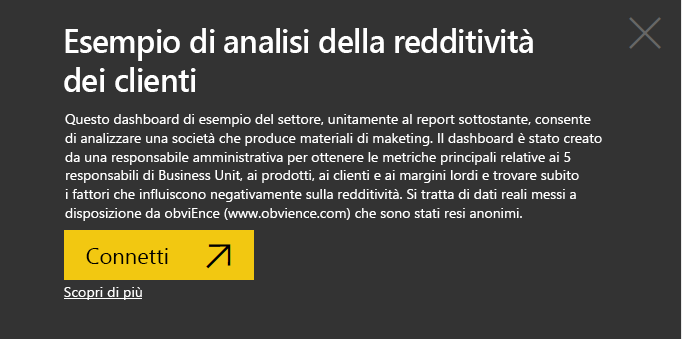 Esempio di analisi della redditività
dei clienti
Questo dashboard di esempio del settore, unitamente al report sottostante, consente
di analizzare una società che produce materiali di maketing. Il dashboard è stato creato
da una responsabile amministrativa per ottenere le metriche principali relative ai 5
responsabili di Business Unit, ai prodotti, ai clienti e ai margini lordi e trovare subito
i fattori che influiscono negativamente sulla redditività. Si tratta di dati reali messi a
disposizione da obviEnce (www.obvience.com) che sono stati resi anonimi.
Connetti
Scopri di più